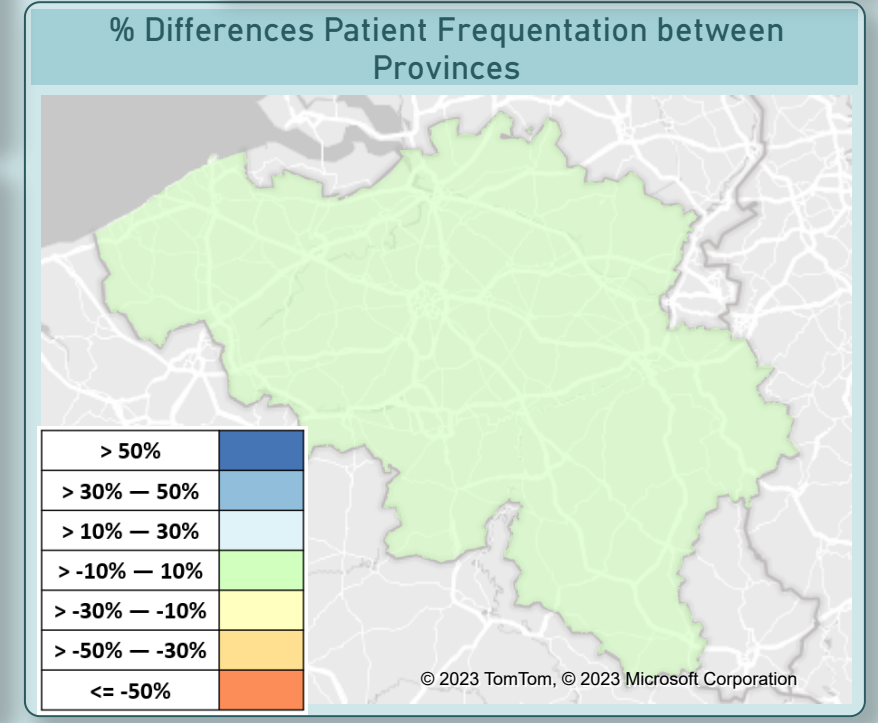 % Differences Patient Frequentation between
Provinces
> 50%
> 30% — 50%
> 10% — 30%
> -10% — 10%
> -30% — -10%
> -50% — -30%
<= -50%
© 2023 TomTom, © 2023 Microsoft Corporation